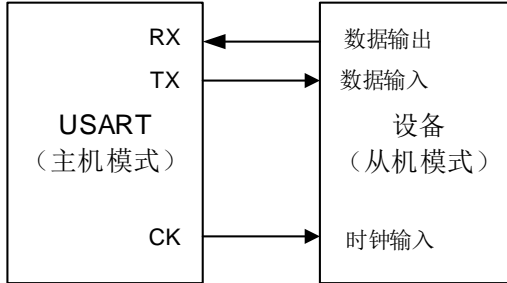 RX
数据输出
TX
数据输入
USART
(主机模式)
设备
(从机模式)
CK
时钟输入